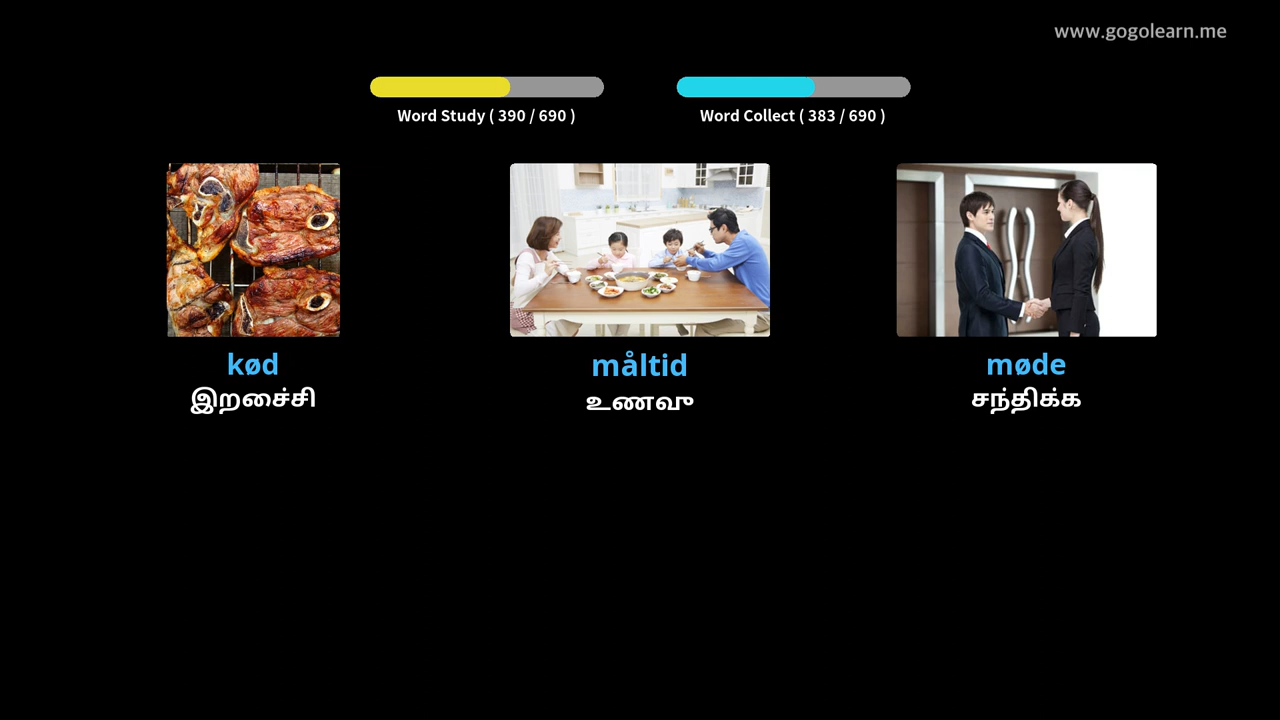 www.gogolearn.me
Word Study ( 390 / 690 )
Word Collect ( 383 / 690 )
kød
måltid
møde
இறைச்சி
உணவு
சந்திக்க